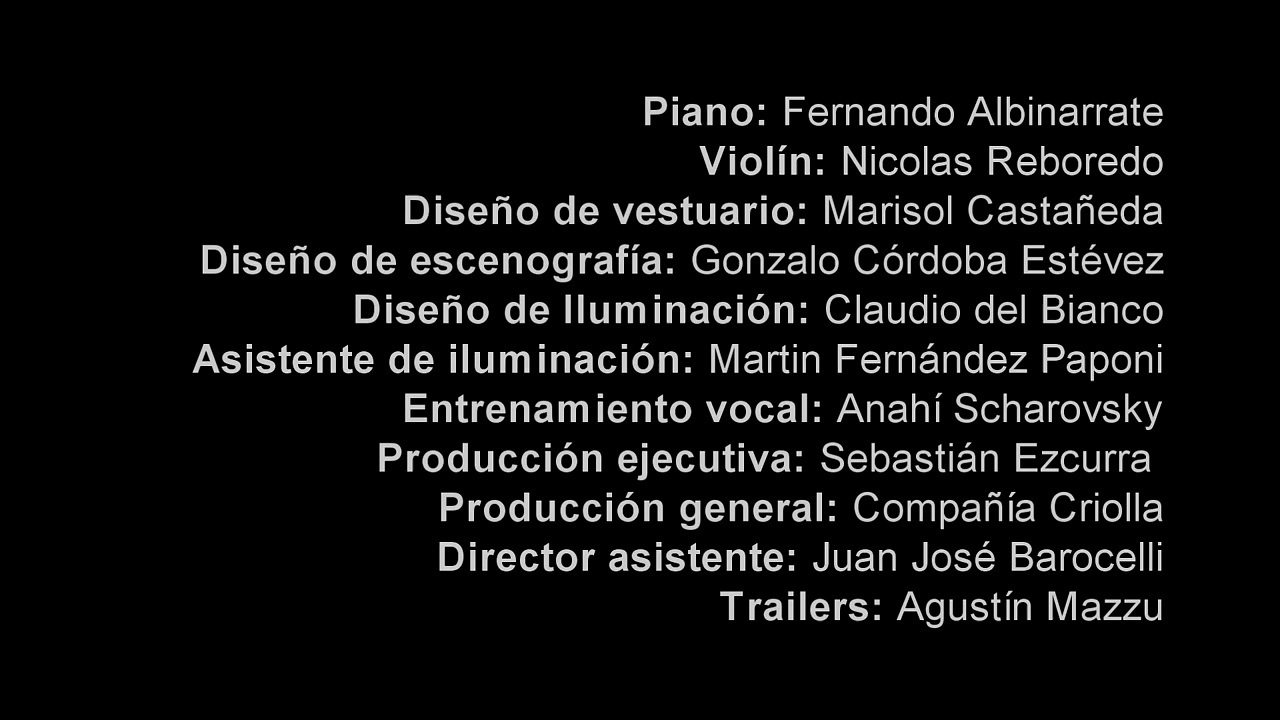 Piano: Fernando Albinarrate
Violín: Nicolas Reboredo
Diseño de vestuario: Marisol Castañeda
Diseño de escenografía: Gonzalo Córdoba Estévez
Diseño de Iluminación: Claudio del Bianco
Asistente de iluminación: Martin Fernández Paponi
Entrenamiento vocal: Anahí Scharovsky
Producción ejecutiva: Sebastián Ezcurra
Producción general: Compañía Criolla
Director asistente: Juan José Barocelli
Trailers: Agustín Mazzu